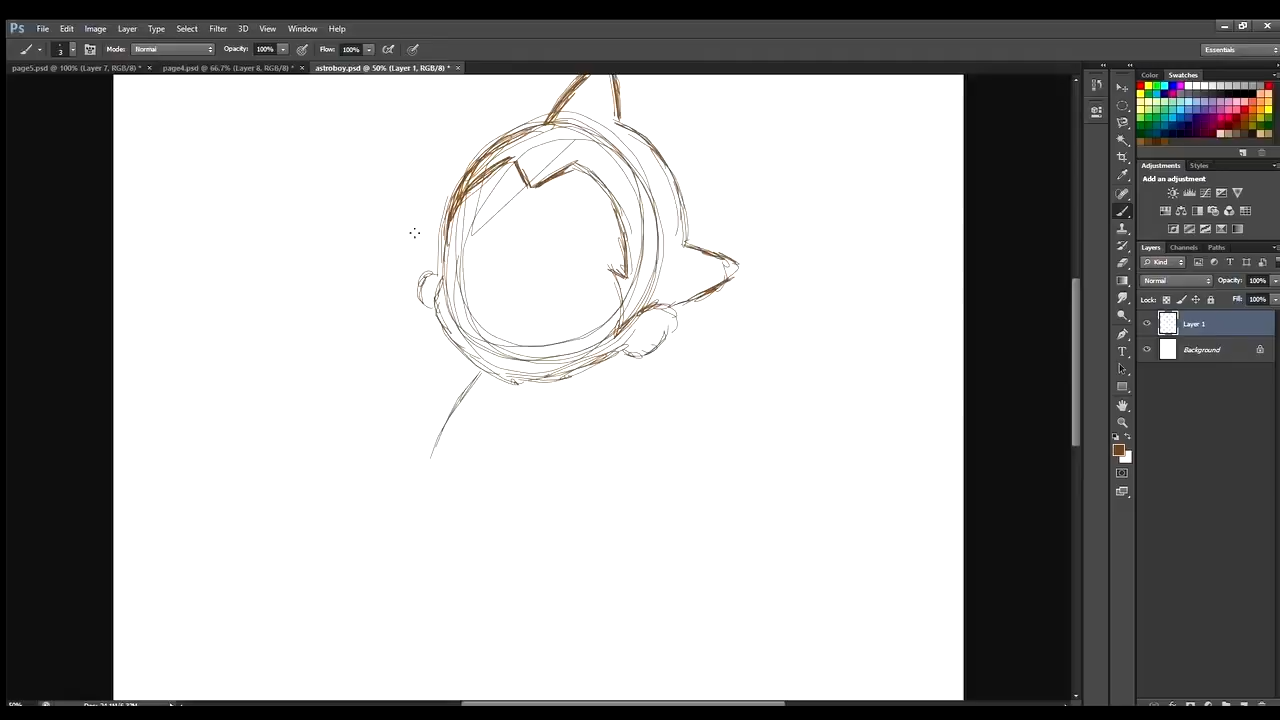 Ps File Edit Image Layer Type Select Filter 3D View Window Help
3 Mode: Normal Opacity: 100% Flow: 100% Essentials
page5.psd @ 100% (Layer 7, RGB/8) * × page4.psd @ 66.7% (Layer 8, RGB/8) * × astroboy.psd @ 50% (Layer 1, RGB/8) * ×
Color Swatches
Adjustments Styles
Add an adjustment
Layers Channels Paths
Kind
Normal Opacity: 100%
Lock: Fill: 100%
Layer 1
Background
50%